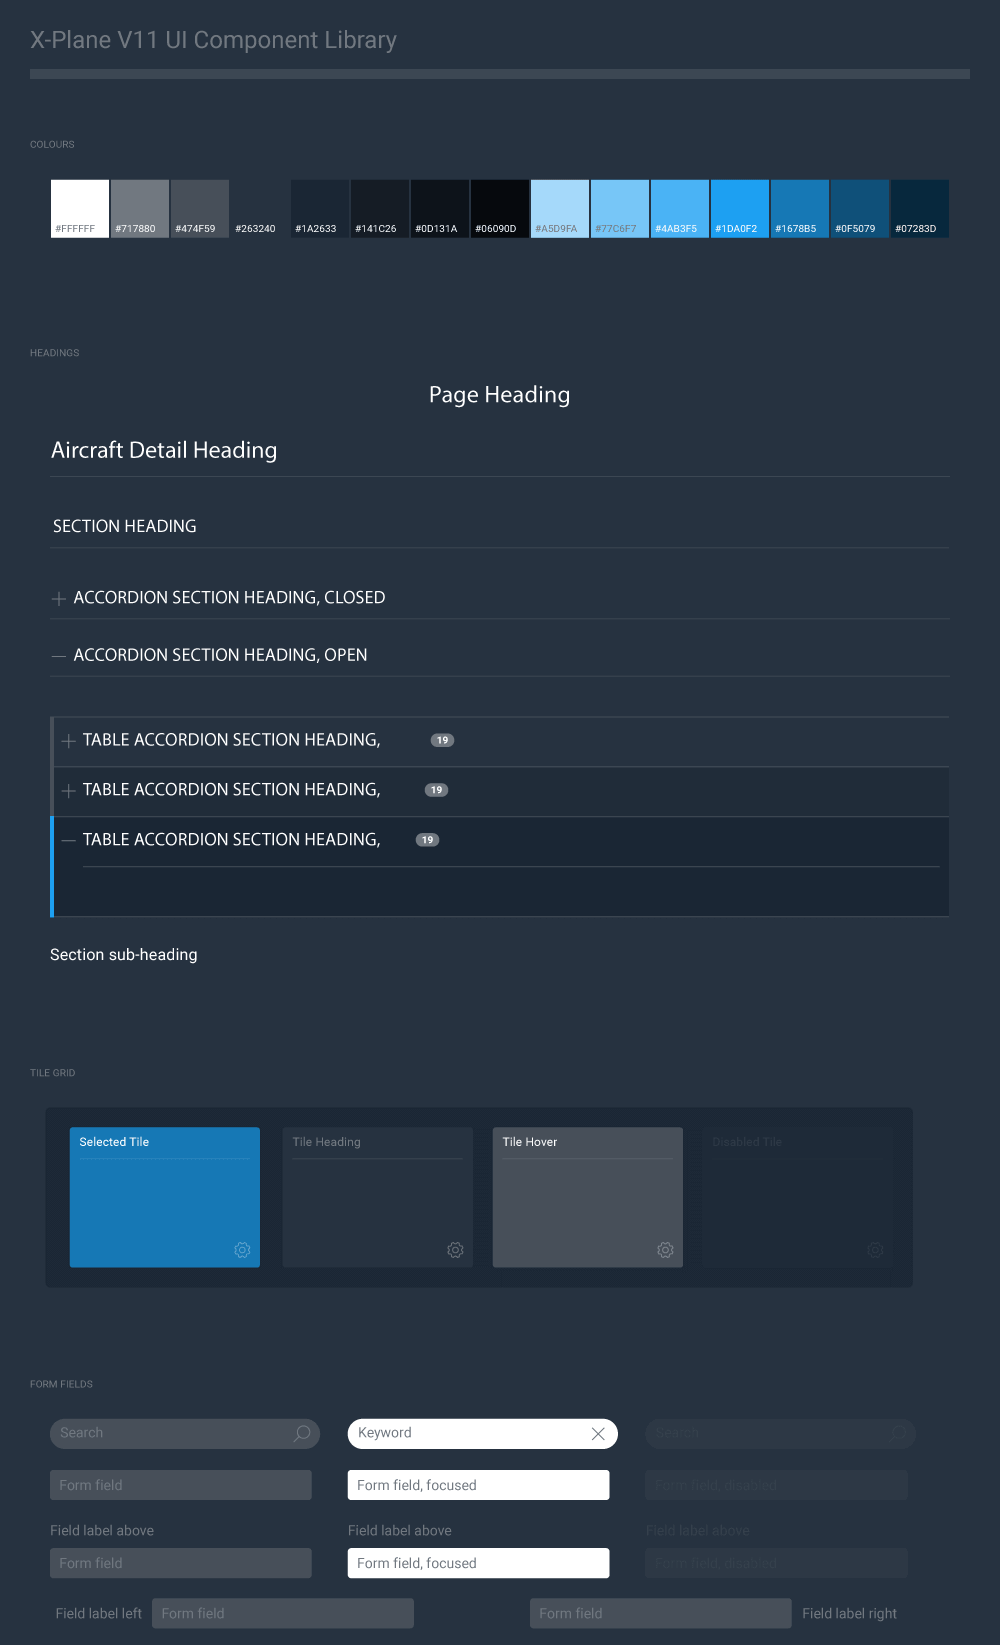 X-Plane V11 UI Component Library
COLOURS
#FFFFFF #717880 #474F59 #263240 #1A2633 #141C26 #0D131A #06090D #A5D9FA #77C6F7 #4AB3F5 #1DA0F2 #1678B5 #0F5079 #07283D
HEADINGS
Page Heading
Aircraft Detail Heading
SECTION HEADING
ACCORDION SECTION HEADING, CLOSED
ACCORDION SECTION HEADING, OPEN
TABLE ACCORDION SECTION HEADING, 19
TABLE ACCORDION SECTION HEADING, 19
TABLE ACCORDION SECTION HEADING, 19
Section sub-heading
TILE GRID
Selected Tile Tile Heading Tile Hover Disabled Tile
FORM FIELDS
Search Keyword Search
Form field Form field, focused Form field, disabled
Field label above Field label above Field label above
Form field Form field, focused Form field, disabled
Field label left Form field Form field Field label right